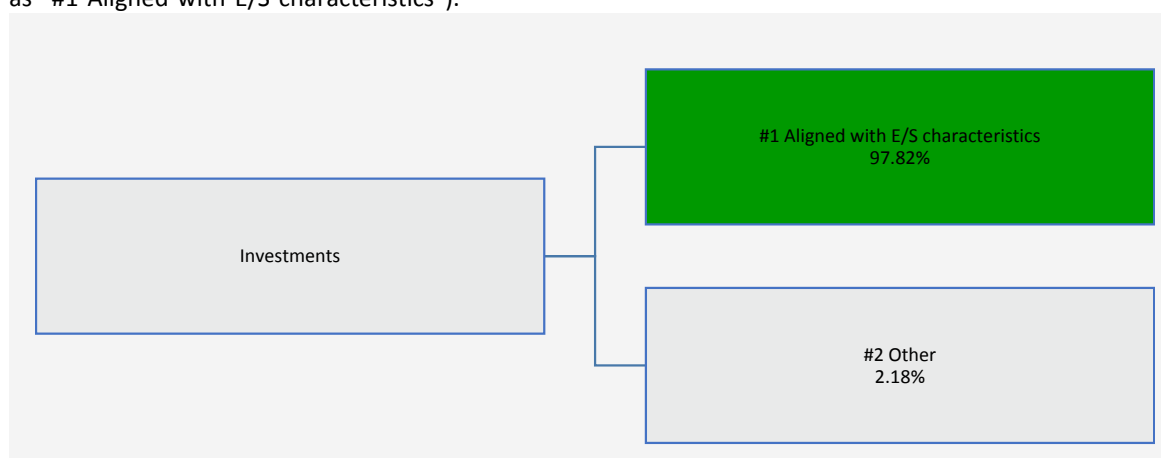 as "#1 Aligned with E/S characteristics").
#1 Aligned with E/S characteristics
97.82%
Investments
#2 Other
2.18%